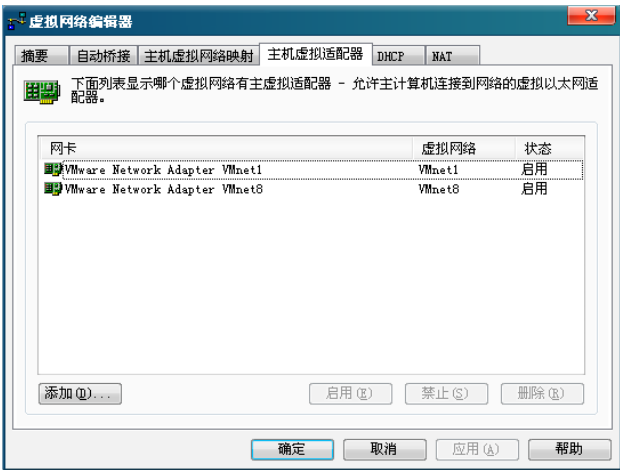 虚拟网络编辑器
摘要 自动桥接 主机虚拟网络映射 主机虚拟适配器 DHCP NAT
下面列表显示哪个虚拟网络有主虚拟适配器 - 允许主计算机连接到网络的虚拟以太网适
配器。
网卡 虚拟网络 状态
VMware Network Adapter VMnet1 VMnet1 启用
VMware Network Adapter VMnet8 VMnet8 启用
添加(D)... 启用(E) 禁止(S) 删除(R)
确定 取消 应用(A) 帮助